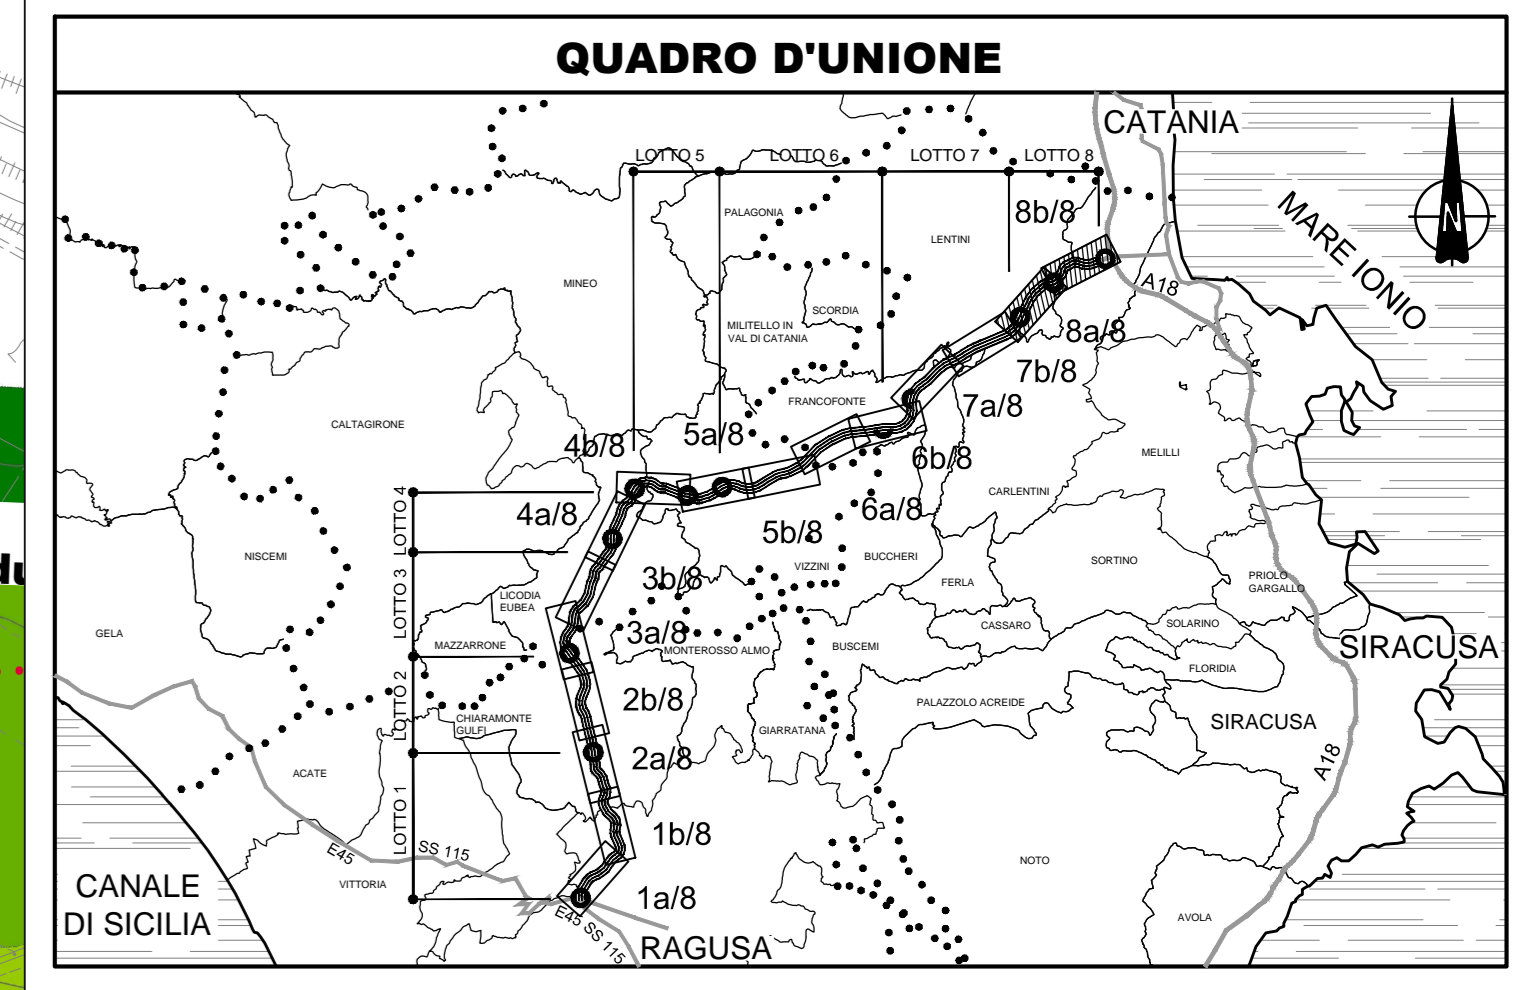 QUADRO D'UNIONE
CATANIA
LOTTO 5
LOTTO 6
LOTTO 7
LOTTO 8
PALAGONIA
8b/8
MARE IONIO
N
LENTINI
MINEO
A18
SCORDIA
MILITELLO IN
VAL DI CATANIA
8a/8
7b/8
FRANCOFONTE
7a/8
CALTAGIRONE
4b/8
5a/8
6b/8
MELILLI
CARLENTINI
LOTTO 4
4a/8
6a/8
5b/8
NISCEMI
BUCCHERI
VIZZINI
SORTINO
FERLA
PRIOLO
GARGALLO
3b/8
LOTTO 3
LICODIA
EUBEA
GELA
CASSARO
SOLARINO
3a/8
MAZZARRONE
MONTEROSSO ALMO
BUSCEMI
SIRACUSA
FLORIDIA
LOTTO 2
2b/8
PALAZZOLO ACREIDE
CHIARAMONTE
GULFI
GIARRATANA
SIRACUSA
2a/8
A18
ACATE
LOTTO 1
1b/8
E45
SS 115
NOTO
VITTORIA
CANALE
DI SICILIA
1a/8
E45 SS 115
AVOLA
RAGUSA